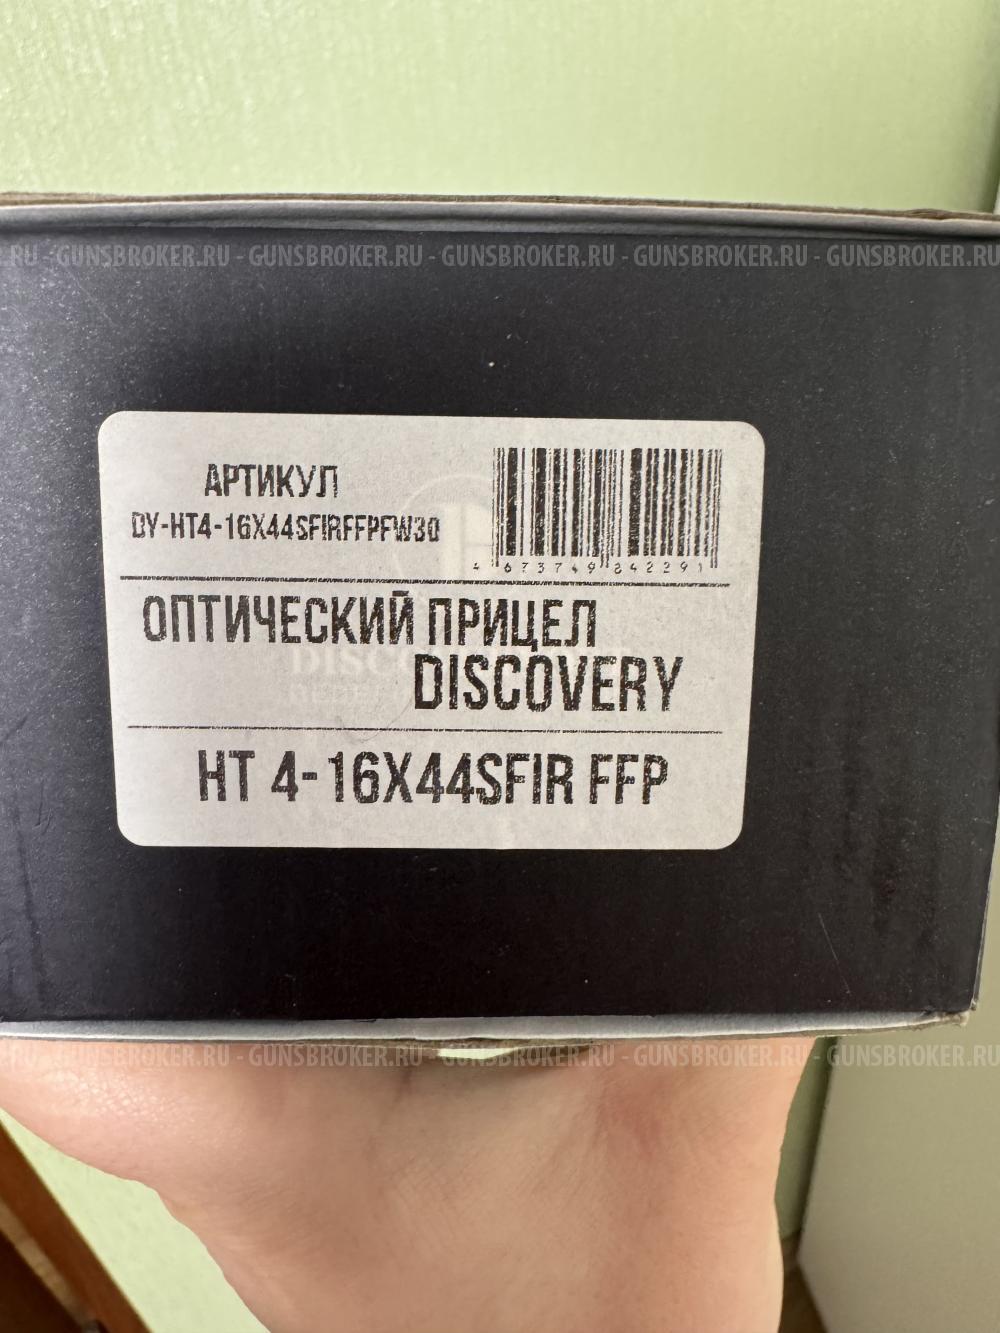 RU - GUNSBROKER.RU - GUNSBROKER.RU - GUNSBROKER.RU - GUNSBROKER.RU - GUNSBROKER.RU
АРТИКУЛ
DY-HT4-16X44SFIRFFPFW30
4 673749 842291
ОПТИЧЕСКИЙ ПРИЦЕЛ
DISCOVERY
HT 4-16X44SFIR FFP
RU - GUNSBROKER.RU - GUNSBROKER.RU - GUNSBROKER.RU - GUNSBROKER.RU - GUNSBROKER.RU